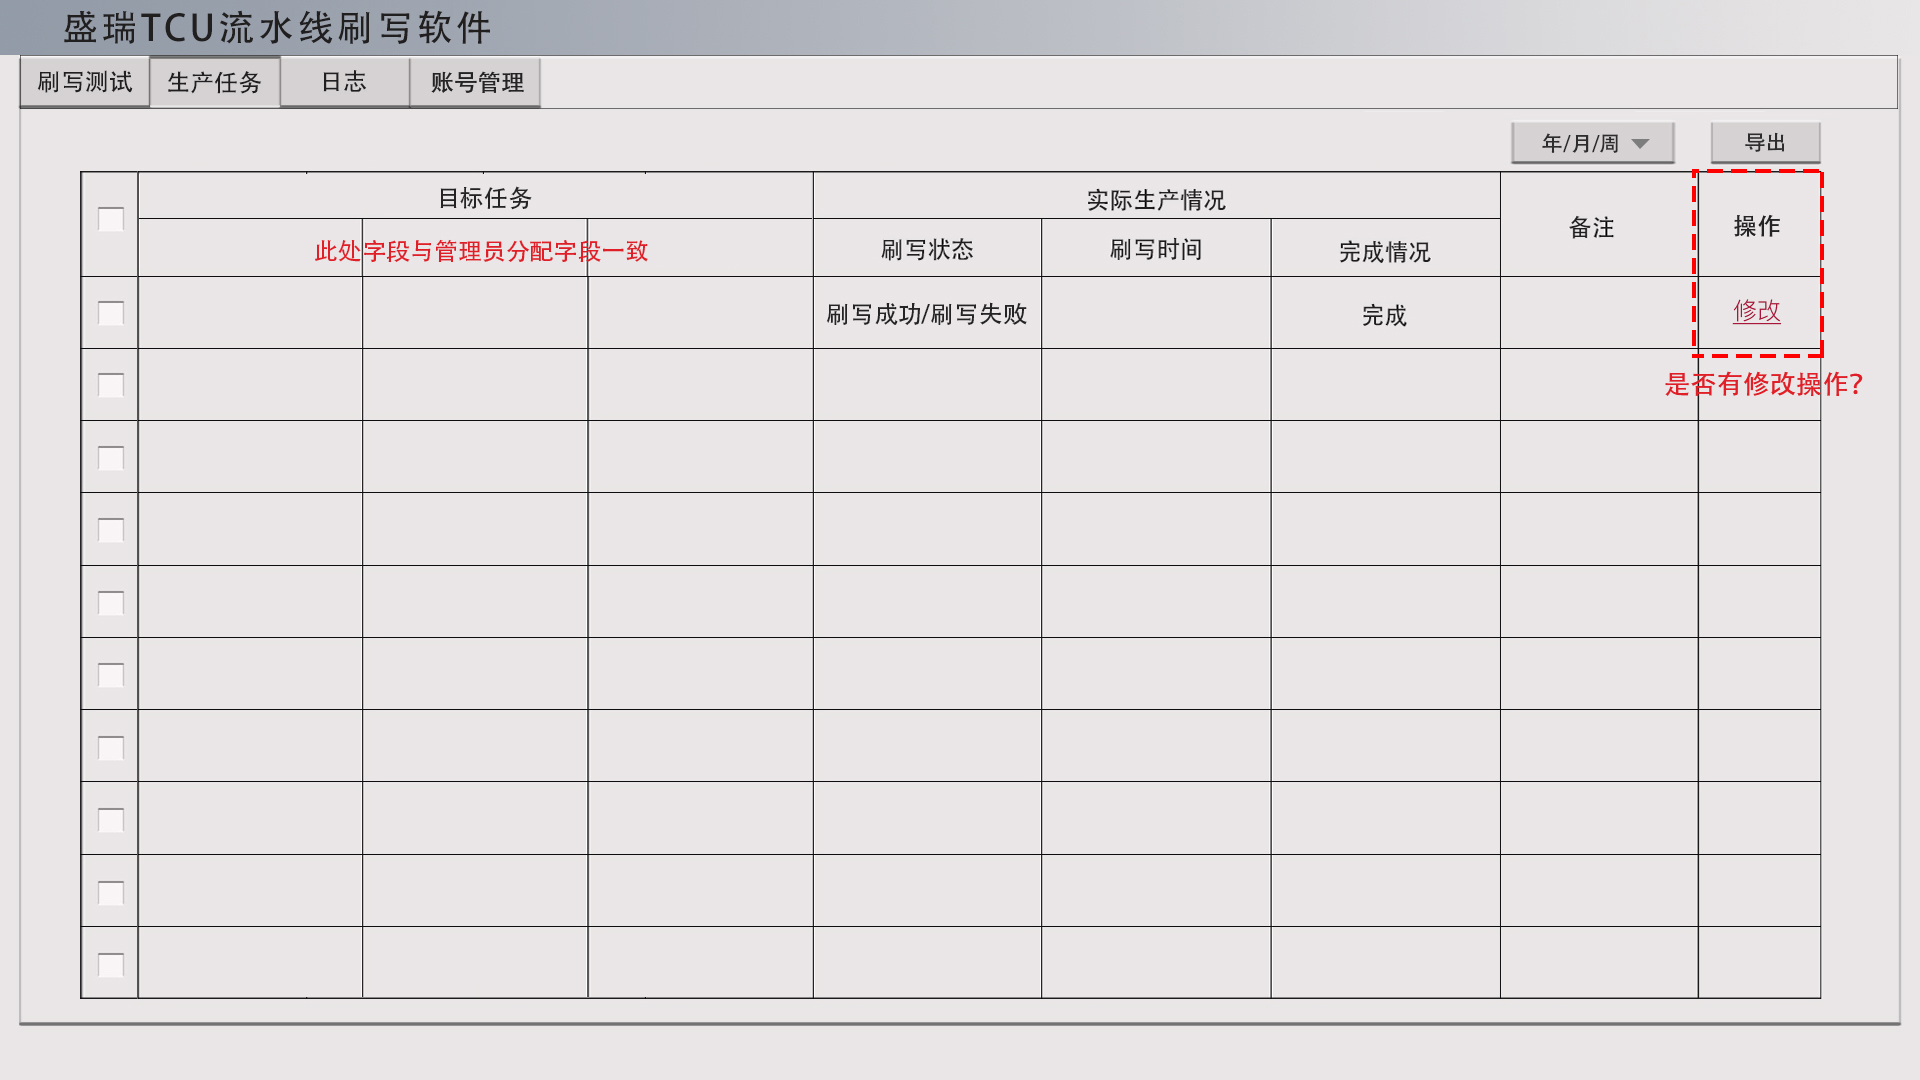 盛瑞TCU流水线刷写软件
刷写测试 生产任务 日志 账号管理
年/月/周 导出
目标任务 实际生产情况 备注 操作
此处字段与管理员分配字段一致 刷写状态 刷写时间 完成情况
刷写成功/刷写失败 完成 修改
是否有修改操作?